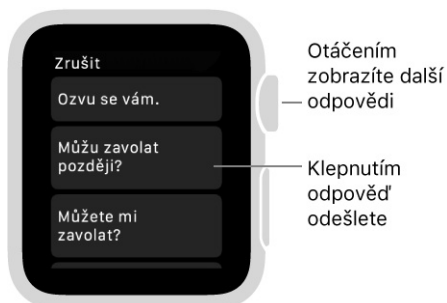 Zrušit
Ozvu se vám.
Můžu zavolat
později?
Můžete mi
zavolat?
Otáčením
zobrazíte další
odpovědi
Klepnutím
odpověď
odešlete